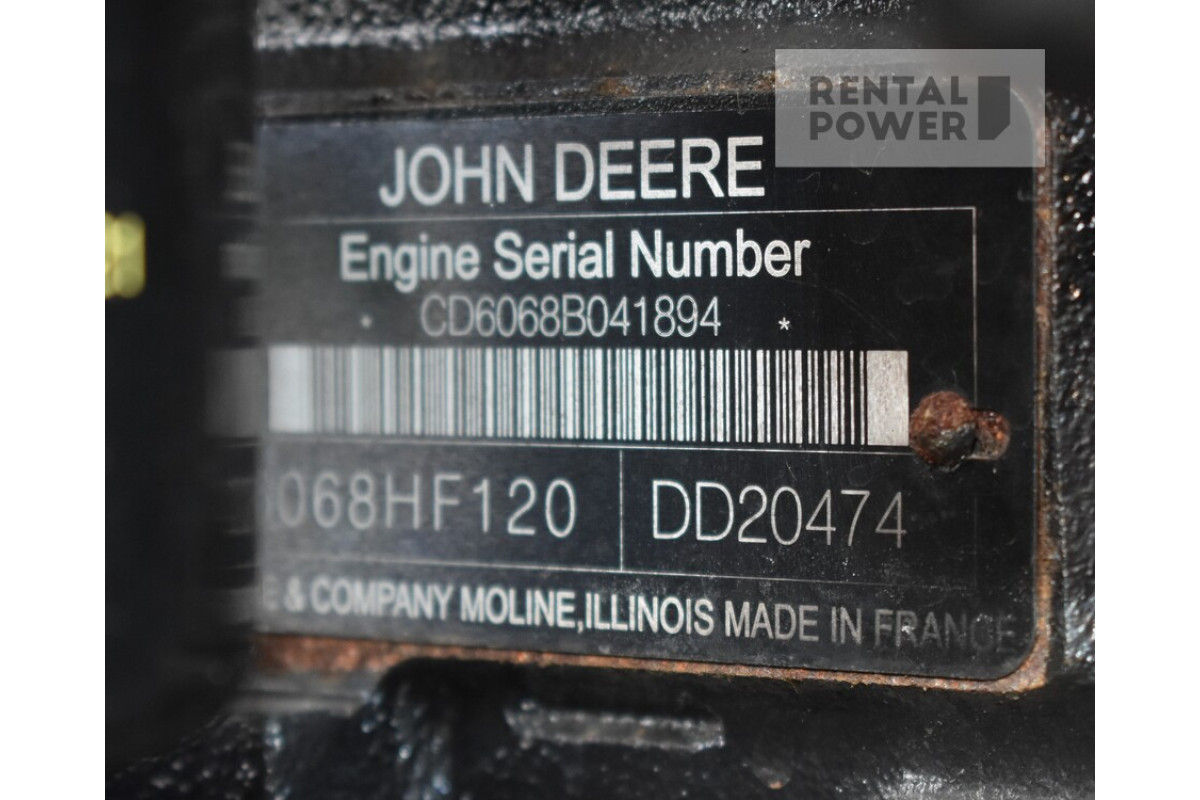 RENTAL
POWER
JOHN DEERE
Engine Serial Number
* CD6068B041894 *
068HF120 DD20474
& COMPANY MOLINE,ILLINOIS MADE IN FRANCE